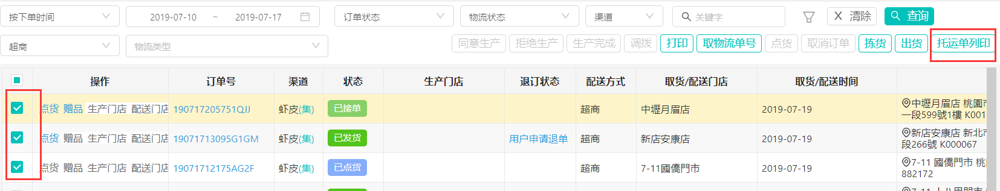 按下单时间 2019-07-10 ~ 2019-07-17 订单状态 物流状态 渠道 关键字 X 清除 查询
超商 物流类型 同意生产 拒绝生产 生产完成 调拨 打印 取物流单号 点货 取消订单 拣货 出货 托运单列印
操作 订单号 渠道 状态 生产门店 退订状态 配送方式 取货/配送门店 取货/配送时间
点货 赠品 生产门店 配送门店 190717205751QJJ 虾皮(集) 已接单 超商 中壢月眉店 2019-07-19 中壢月眉店 桃園市
一段599號1樓 K001
点货 赠品 生产门店 配送门店 19071713095G1GM 虾皮(集) 已发货 用户申请退单 超商 新店安康店 2019-07-19 新店安康店 新北市
段266號 K000067
点货 赠品 生产门店 配送门店 19071712175AG2F 虾皮(集) 已点货 超商 7-11國僑門市 2019-07-19 7-11 國僑門市 桃
882172